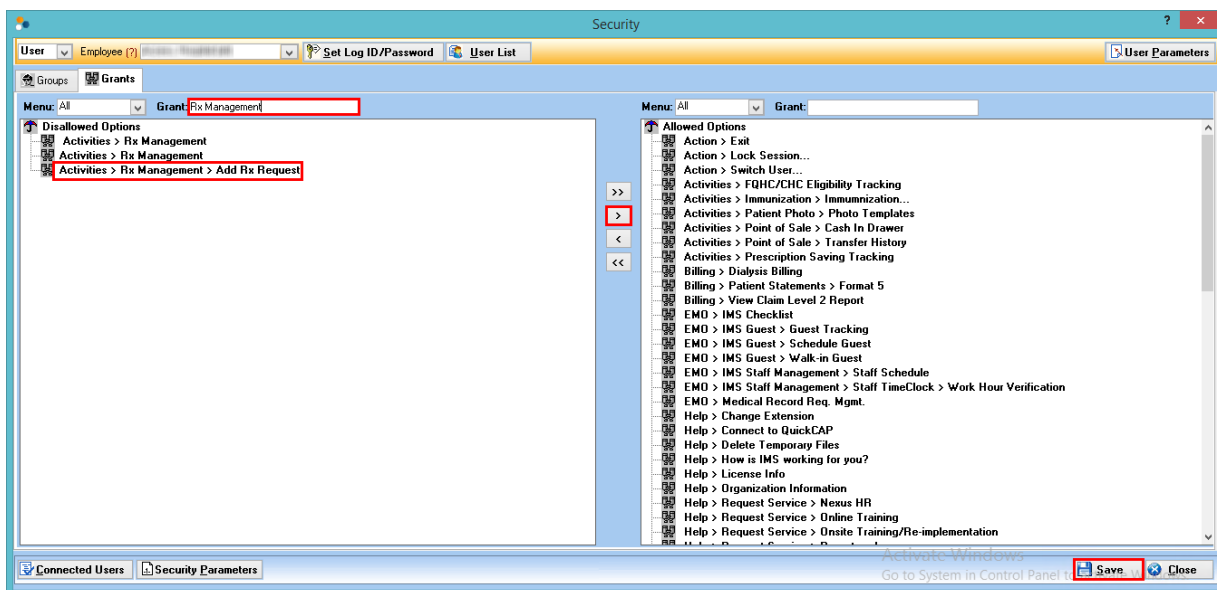 Security
? ×
User Employee (?) Set Log ID/Password User List User Parameters
Groups Grants
Menu: All Grant: Rx Management
Disallowed Options
Activities > Rx Management
Activities > Rx Management
Activities > Rx Management > Add Rx Request
>>
>
<
<<
Menu: All Grant:
Allowed Options
Action > Exit
Action > Lock Session...
Action > Switch User...
Activities > FQHC/CHC Eligibility Tracking
Activities > Immunization > Immumnization...
Activities > Patient Photo > Photo Templates
Activities > Point of Sale > Cash In Drawer
Activities > Point of Sale > Transfer History
Activities > Prescription Saving Tracking
Billing > Dialysis Billing
Billing > Patient Statements > Format 5
Billing > View Claim Level 2 Report
EMO > IMS Checklist
EMO > IMS Guest > Guest Tracking
EMO > IMS Guest > Schedule Guest
EMO > IMS Guest > Walk-in Guest
EMO > IMS Staff Management > Staff Schedule
EMO > IMS Staff Management > Staff TimeClock > Work Hour Verification
EMO > Medical Record Req. Mgmt.
Help > Change Extension
Help > Connect to QuickCAP
Help > Delete Temporary Files
Help > How is IMS working for you?
Help > License Info
Help > Organization Information
Help > Request Service > Nexus HR
Help > Request Service > Online Training
Help > Request Service > Onsite Training/Re-implementation
Activate Windows
Go to System in Control Panel to
Connected Users Security Parameters Save Close